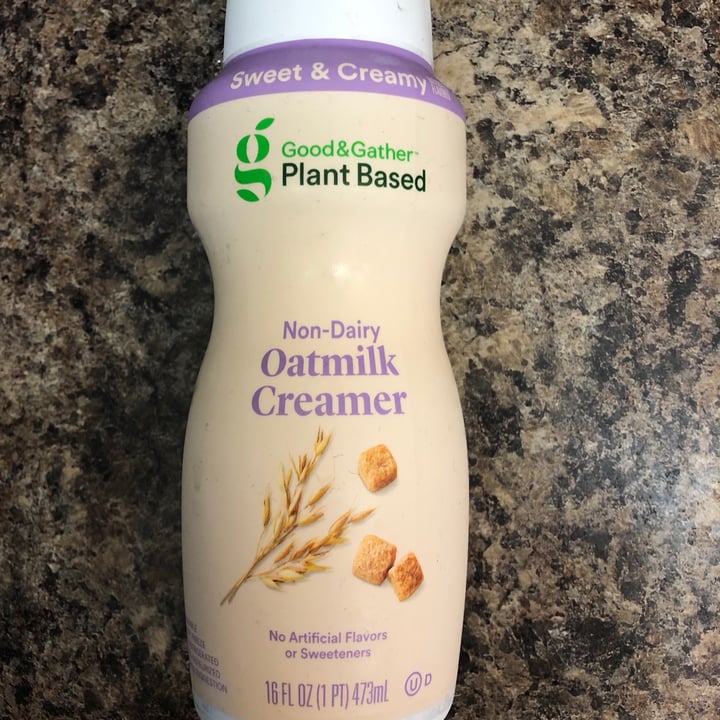 Sweet & Creamy
Good&Gather™
Plant Based
Non-Dairy
Oatmilk
Creamer
No Artificial Flavors
or Sweeteners
16 FL OZ (1 PT) 473mL
U D